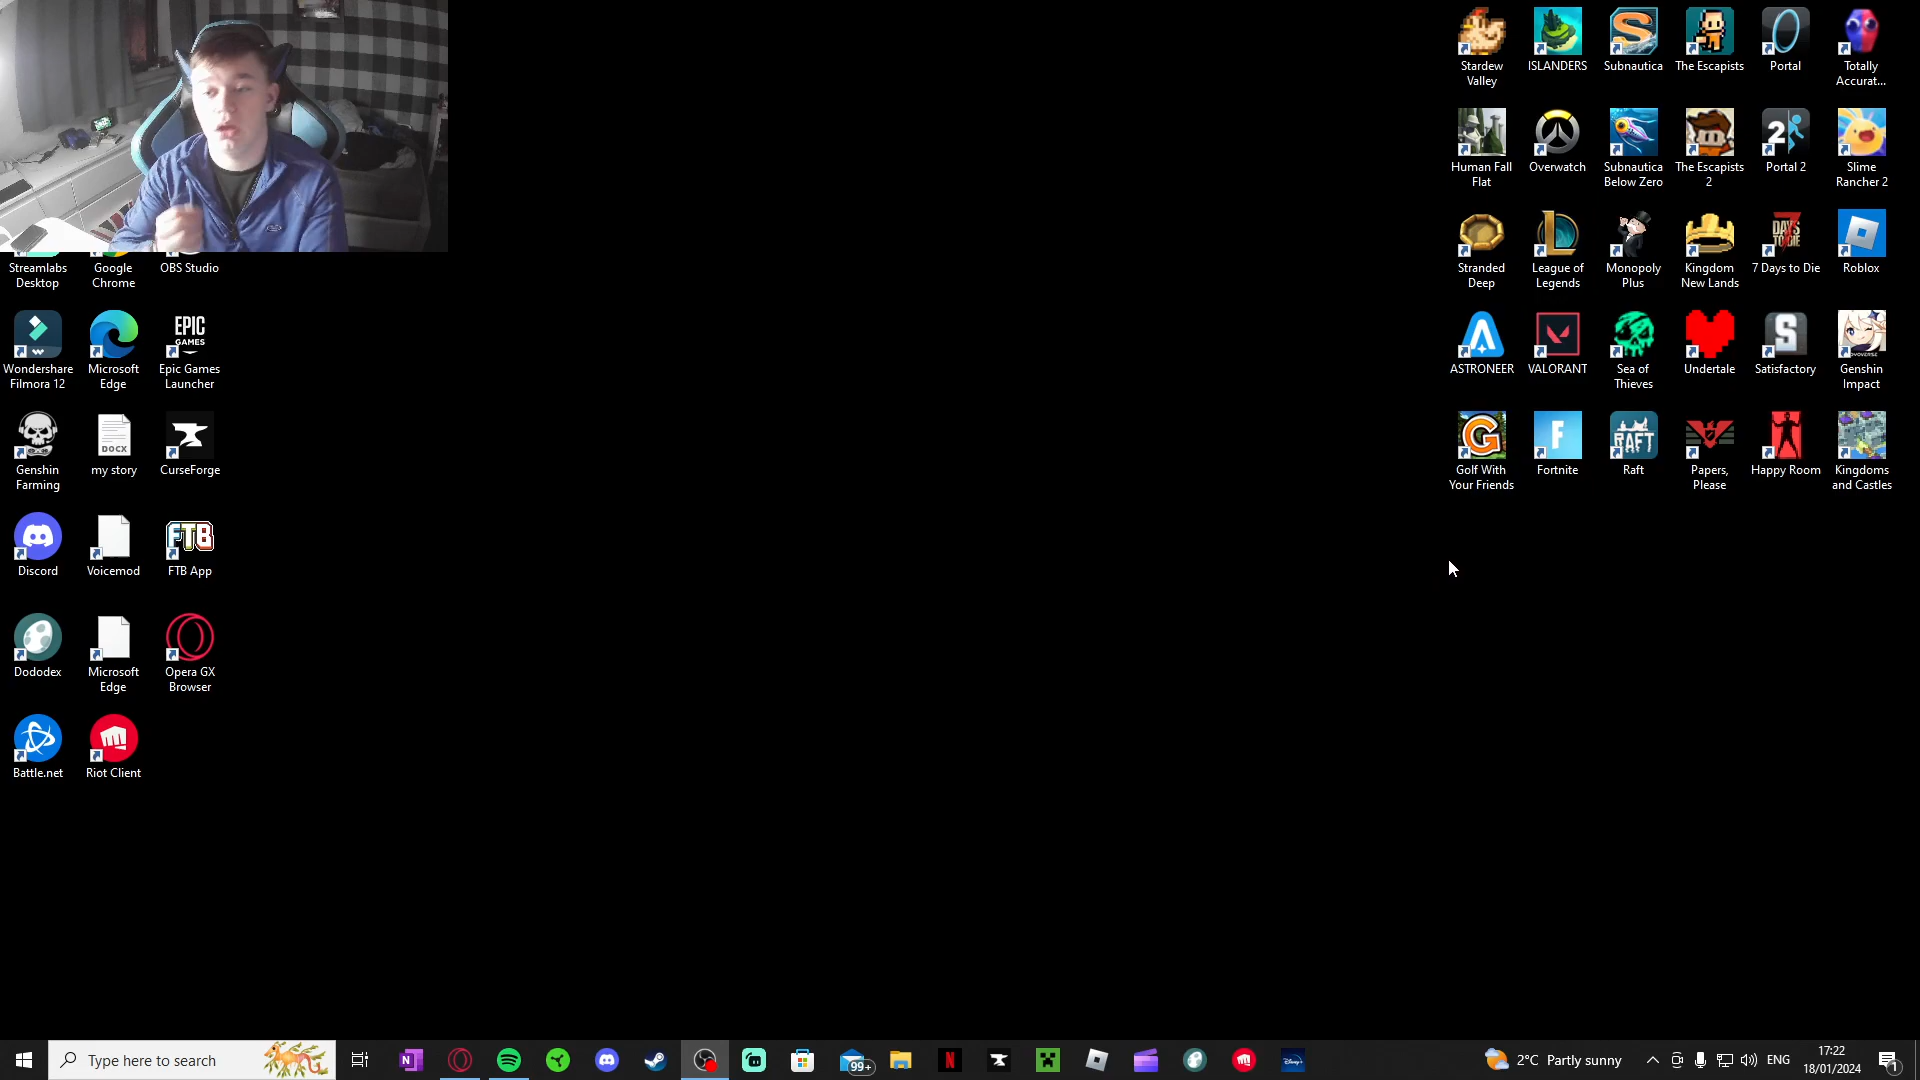 Stardew
Valley
ISLANDERS
Subnautica
The Escapists
Portal
Totally
Accurat...
Human Fall
Flat
Overwatch
Subnautica
Below Zero
The Escapists
2
Portal 2
Slime
Rancher 2
Streamlabs
Desktop
Google
Chrome
OBS Studio
Stranded
Deep
League of
Legends
Monopoly
Plus
Kingdom
New Lands
7 Days to Die
Roblox
Wondershare
Filmora 12
Microsoft
Edge
EPIC
GAMES
Epic Games
Launcher
ASTRONEER
VALORANT
Sea of
Thieves
Undertale
Satisfactory
Genshin
Impact
Genshin
Farming
DOCX
my story
CurseForge
Golf With
Your Friends
Fortnite
RAFT
Raft
Papers,
Please
Happy Room
Kingdoms
and Castles
Discord
Voicemod
FTB
FTB App
Dododex
Microsoft
Edge
Opera GX
Browser
Battle.net
Riot Client
Type here to search
99+
2°C Partly sunny
ENG
17:22
18/01/2024
1